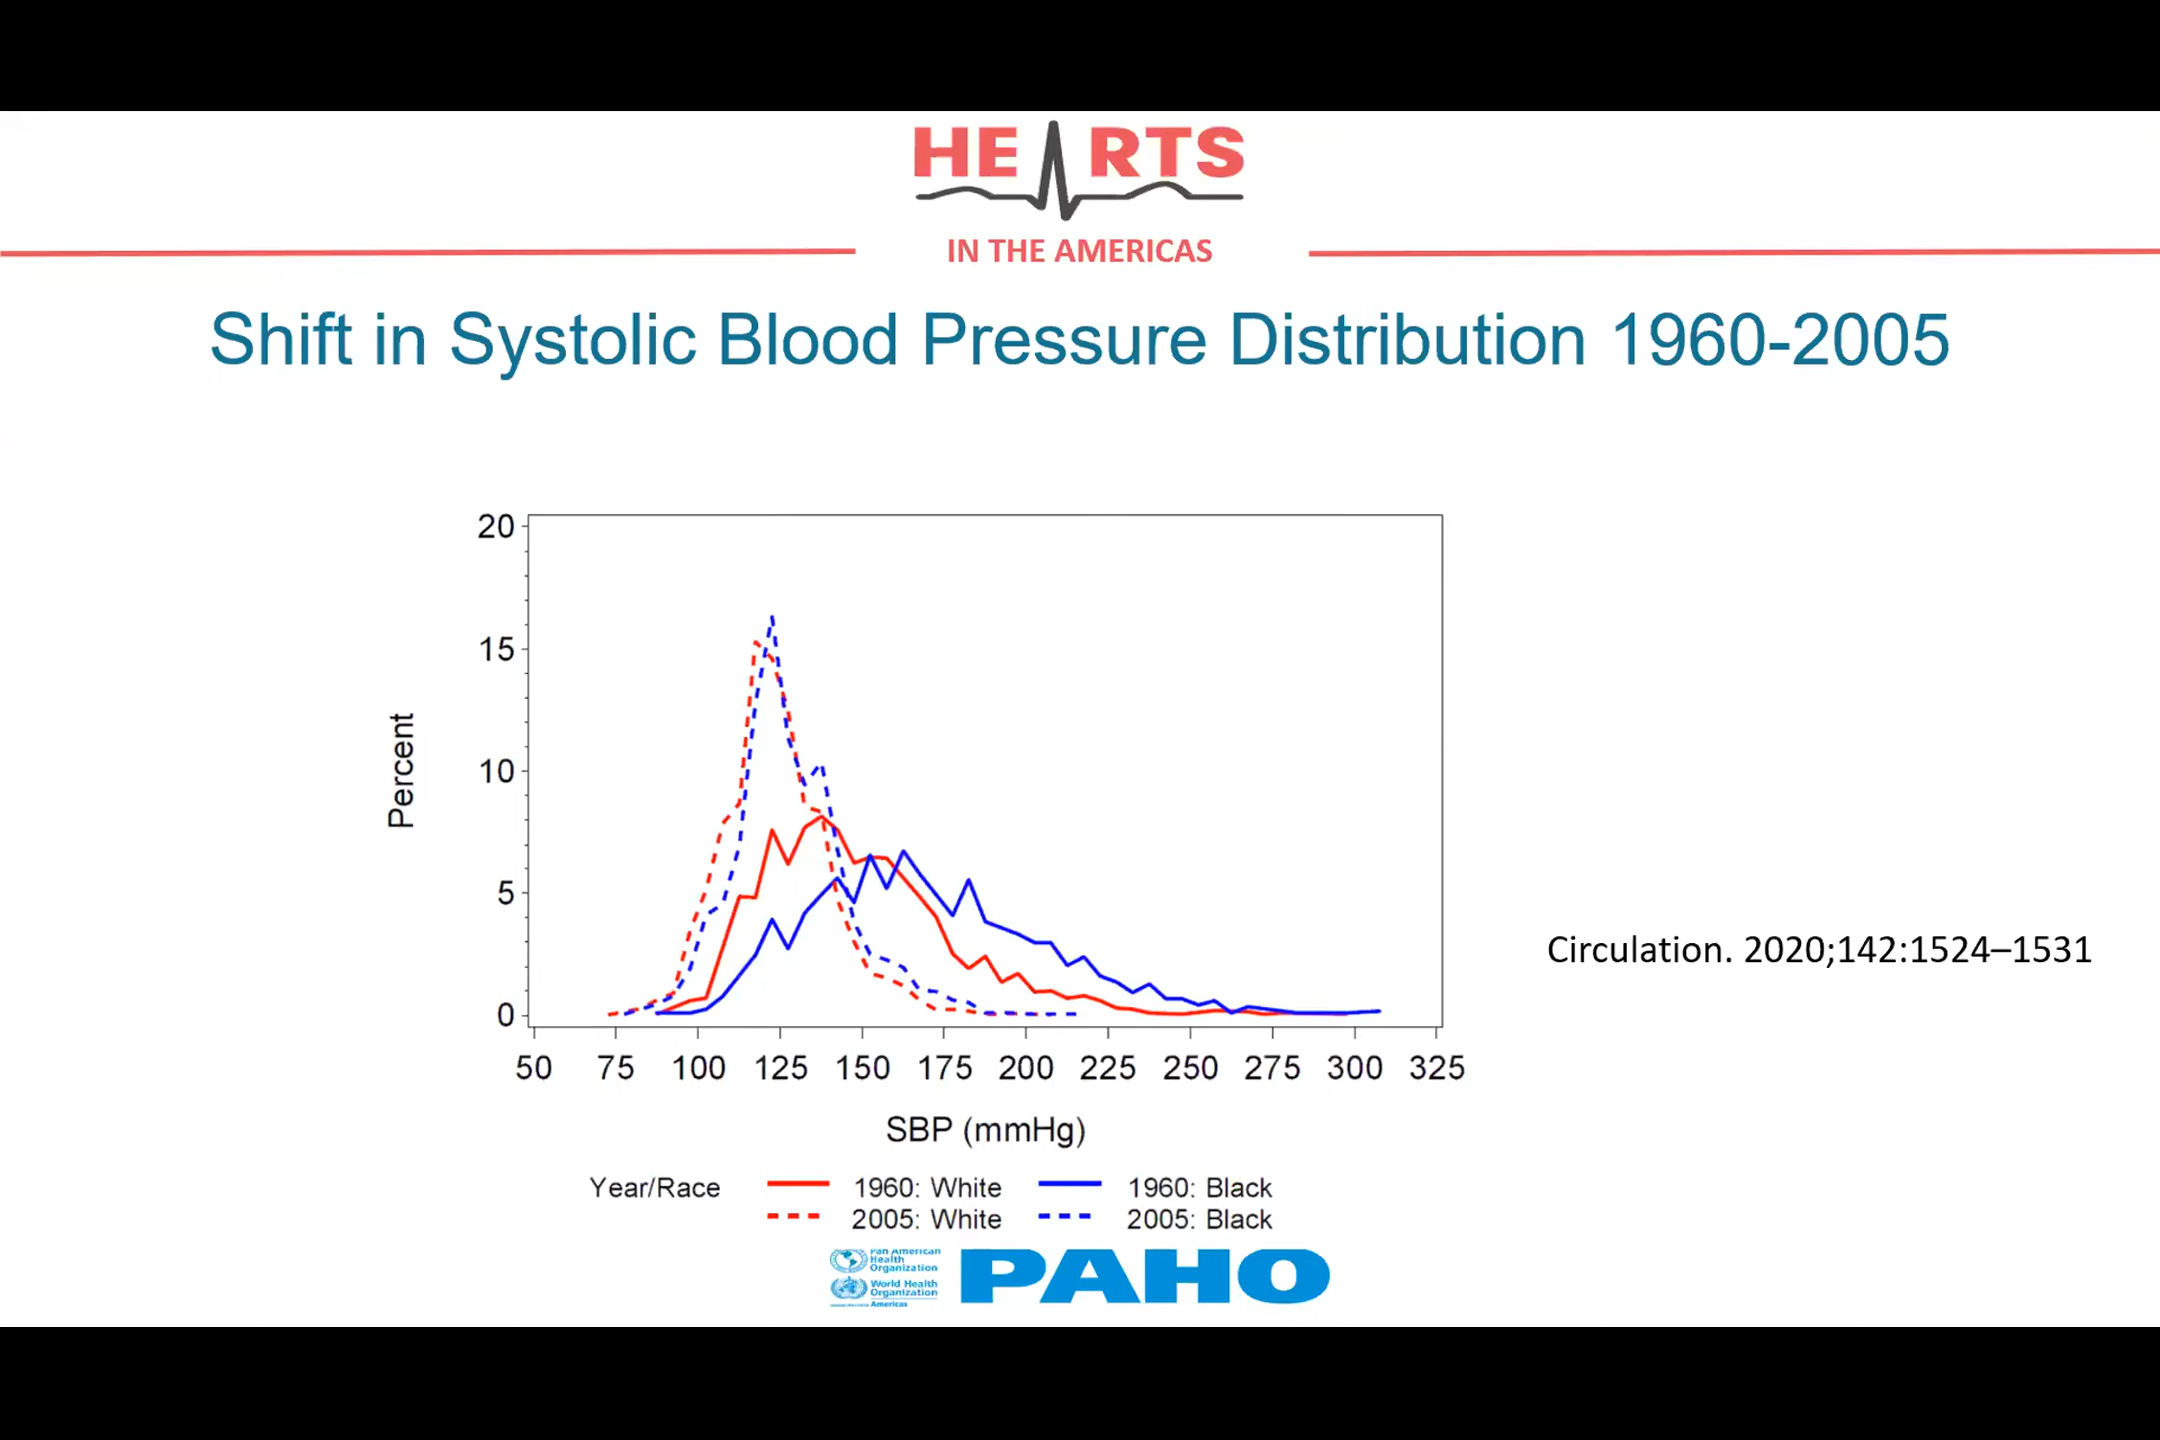 HEARTS
IN THE AMERICAS
Shift in Systolic Blood Pressure Distribution 1960-2005
20
15
10
5
0
Percent
50 75 100 125 150 175 200 225 250 275 300 325
SBP (mmHg)
Circulation. 2020;142:1524–1531
Year/Race 1960: White 1960: Black
2005: White 2005: Black
Pan American
Health
Organization
World Health
Organization
Americas
PAHO